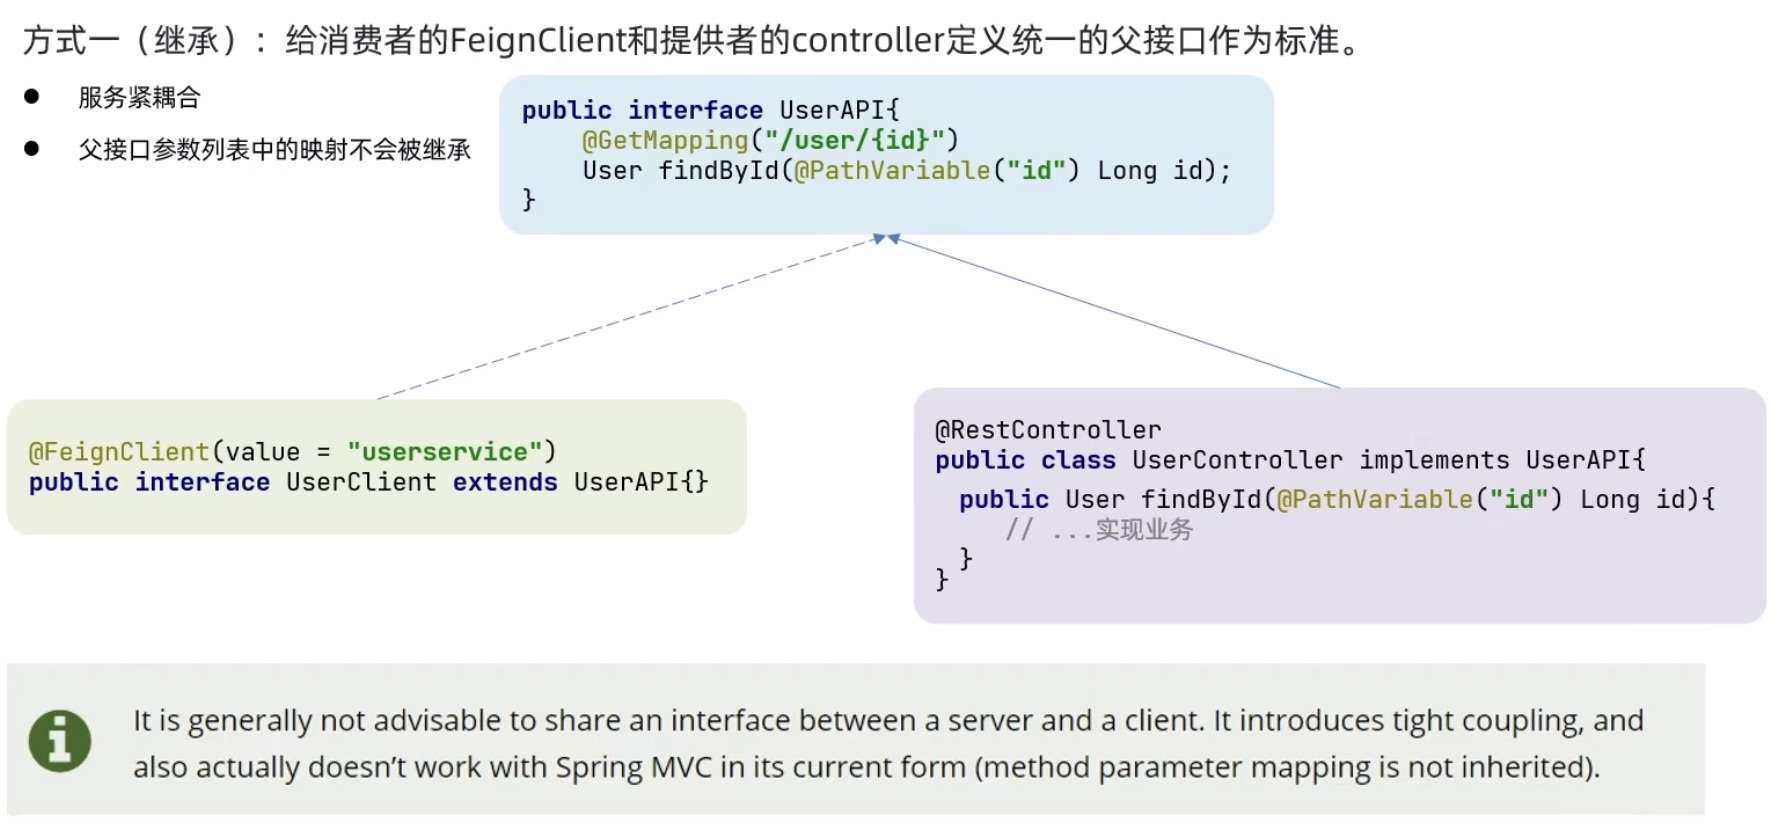 方式一（继承）：给消费者的FeignClient和提供者的controller定义统一的父接口作为标准。
● 服务紧耦合
● 父接口参数列表中的映射不会被继承
public interface UserAPI{
    @GetMapping("/user/{id}")
    User findById(@PathVariable("id") Long id);
}
@FeignClient(value = "userservice")
public interface UserClient extends UserAPI{}
@RestController
public class UserController implements UserAPI{
  public User findById(@PathVariable("id") Long id){
     // ...实现业务
  }
}
It is generally not advisable to share an interface between a server and a client. It introduces tight coupling, and
also actually doesn’t work with Spring MVC in its current form (method parameter mapping is not inherited).